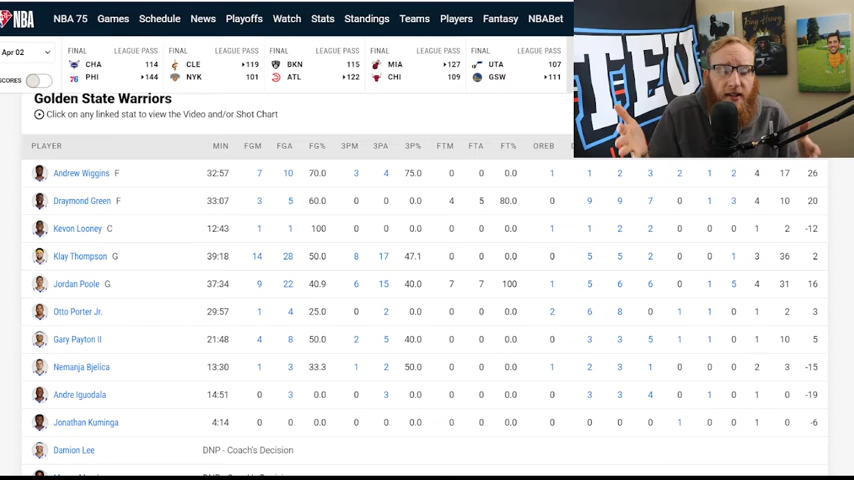 NBA
NBA 75 Games Schedule News Playoffs Watch Stats Standings Teams Players Fantasy NBABet
Apr 02
SCORES
FINAL LEAGUE PASS
CHA 114
PHI ▸144
FINAL LEAGUE PASS
CLE ▸119
NYK 101
FINAL LEAGUE PASS
BKN 115
ATL ▸122
FINAL LEAGUE PASS
MIA ▸127
CHI 109
FINAL LEAGUE PASS
UTA 107
GSW ▸111
TEU
Golden State Warriors
Click on any linked stat to view the Video and/or Shot Chart
PLAYER MIN FGM FGA FG% 3PM 3PA 3P% FTM FTA FT% OREB
Andrew Wiggins F 32:57 7 10 70.0 3 4 75.0 0 0 0.0 1 1 2 3 2 1 2 4 17 26
Draymond Green F 33:07 3 5 60.0 0 0 0.0 4 5 80.0 0 9 9 7 0 1 3 4 10 20
Kevon Looney C 12:43 1 1 100 0 0 0.0 0 0 0.0 1 1 2 2 0 0 0 1 2 -12
Klay Thompson G 39:18 14 28 50.0 8 17 47.1 0 0 0.0 0 5 5 2 0 0 1 3 36 2
Jordan Poole G 37:34 9 22 40.9 6 15 40.0 7 7 100 1 5 6 6 0 1 5 4 31 16
Otto Porter Jr. 29:57 1 4 25.0 0 2 0.0 0 0 0.0 2 6 8 0 1 1 0 1 2 3
Gary Payton II 21:48 4 8 50.0 2 5 40.0 0 0 0.0 0 3 3 5 1 1 0 1 10 5
Nemanja Bjelica 13:30 1 3 33.3 1 2 50.0 0 0 0.0 1 2 3 1 0 0 0 2 3 -15
Andre Iguodala 14:51 0 3 0.0 0 3 0.0 0 0 0.0 0 3 3 4 0 1 0 1 0 -19
Jonathan Kuminga 4:14 0 0 0.0 0 0 0.0 0 0 0.0 0 0 0 0 1 0 0 1 0 -6
Damion Lee DNP - Coach's Decision